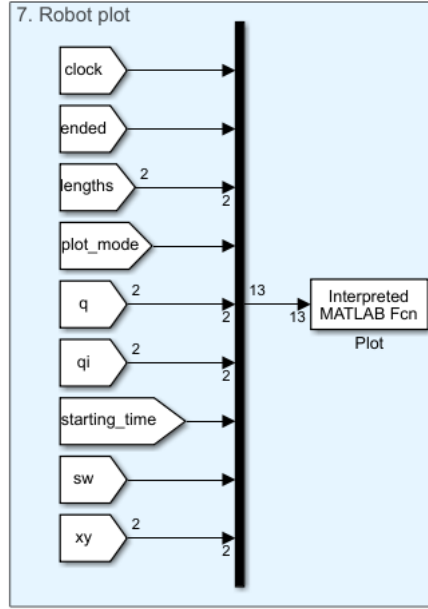 7. Robot plot
clock
ended
lengths
2
2
plot_mode
q
2
2
13
13
Interpreted
MATLAB Fcn
Plot
qi
2
2
starting_time
sw
xy
2
2